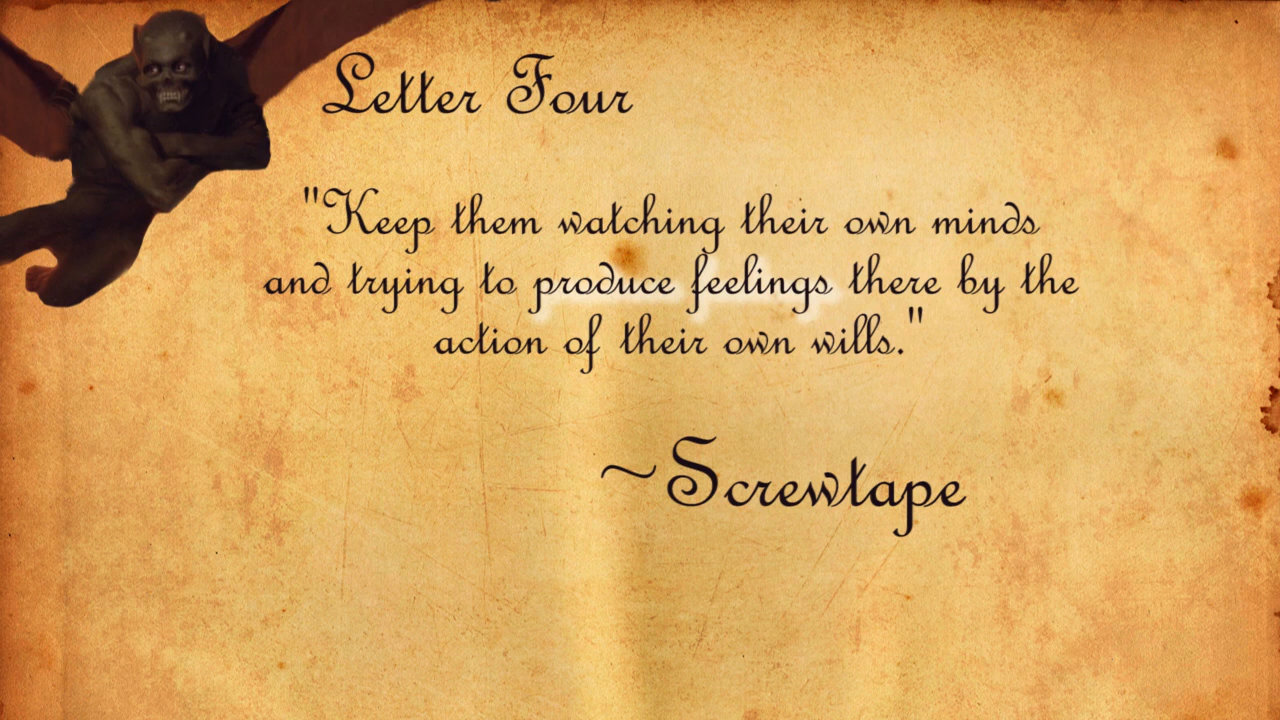 Letter Four
"Keep them watching their own minds
and trying to produce feelings there by the
action of their own wills."
~Screwtape